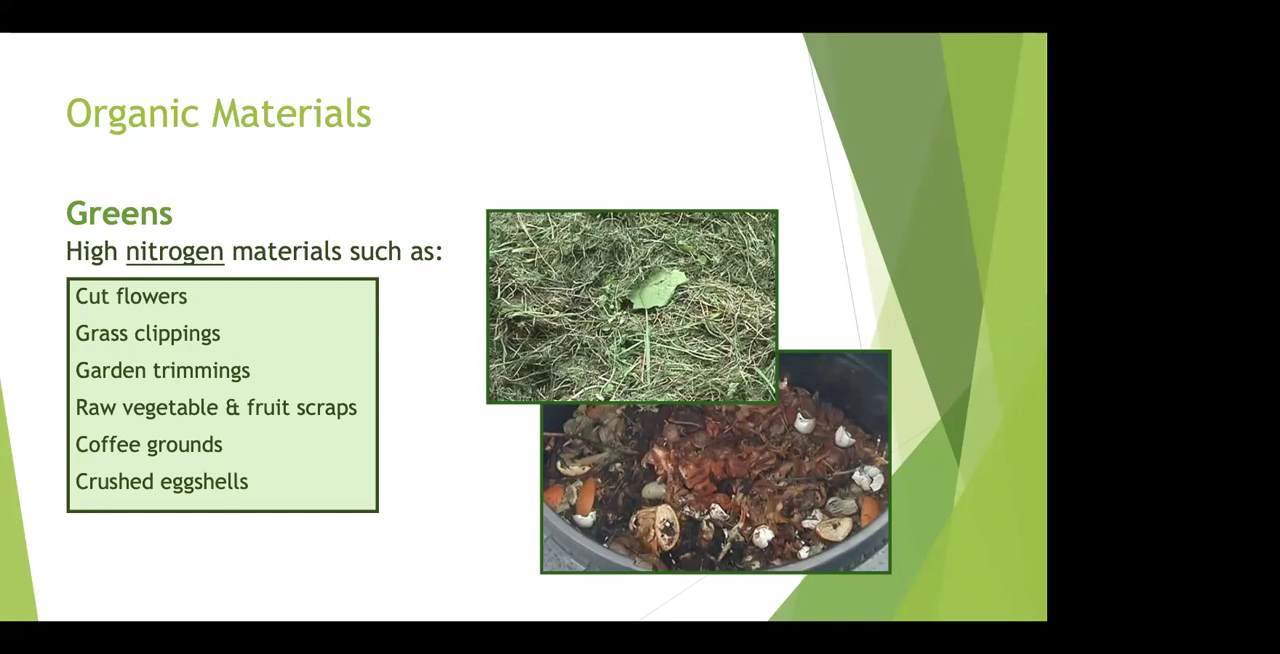 Organic Materials
Greens
High nitrogen materials such as:
Cut flowers
Grass clippings
Garden trimmings
Raw vegetable & fruit scraps
Coffee grounds
Crushed eggshells